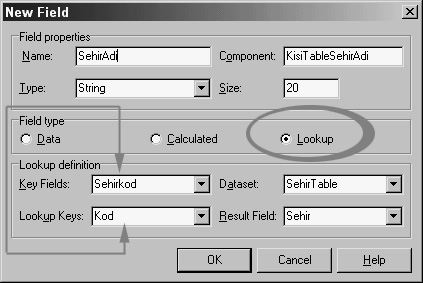 New Field
Field properties
Name: SehirAdi Component: KisiTableSehirAdi
Type: String Size: 20
Field type
Data Calculated Lookup
Lookup definition
Key Fields: Sehirkod Dataset: SehirTable
Lookup Keys: Kod Result Field: Sehir
OK Cancel Help